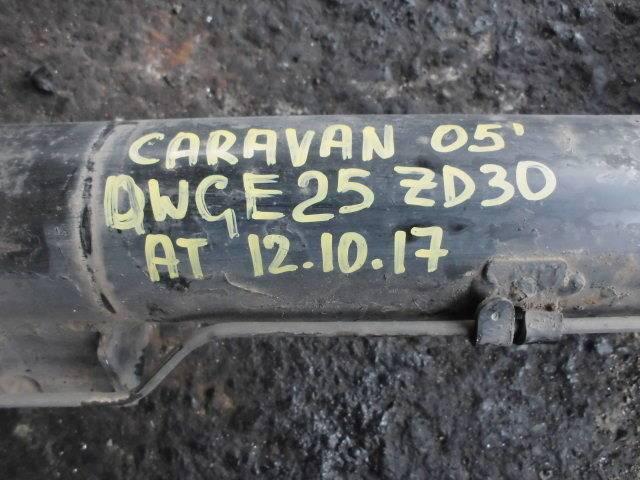 CARAVAN 05'
QWGE25 ZD30
AT 12.10.17